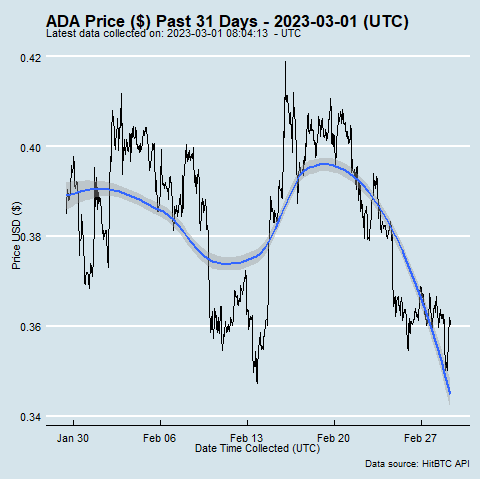 ADA Price ($) Past 31 Days - 2023-03-01 (UTC)
Latest data collected on: 2023-03-01 08:04:13 - UTC
0.42
0.40
0.38
0.36
0.34
Price USD ($)
Jan 30 Feb 06 Feb 13 Feb 20 Feb 27
Date Time Collected (UTC)
Data source: HitBTC API